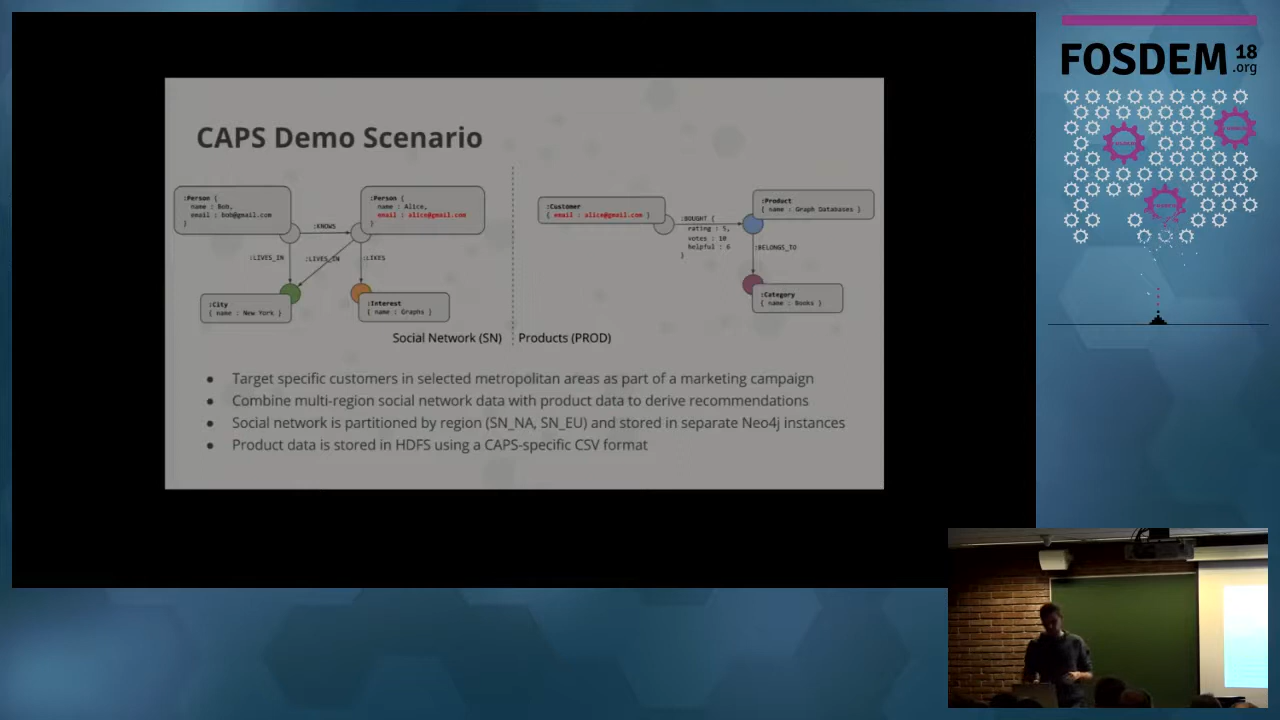 FOSDEM 18
.org
CAPS Demo Scenario
:Person {
name : Bob,
email : bob@gmail.com
}
:Person {
name : Alice,
email : alice@gmail.com
}
:KNOWS
:LIVES_IN
:LIVES_IN
:LIKES
:City
{ name : New York }
:Interest
{ name : Graphs }
:Customer
{ email : alice@gmail.com }
:Product
{ name : Graph Databases }
:BOUGHT {
rating : 5,
votes : 10
helpful : 6
}
:BELONGS_TO
:Category
{ name : Books }
Social Network (SN)
Products (PROD)
• Target specific customers in selected metropolitan areas as part of a marketing campaign
• Combine multi-region social network data with product data to derive recommendations
• Social network is partitioned by region (SN_NA, SN_EU) and stored in separate Neo4j instances
• Product data is stored in HDFS using a CAPS-specific CSV format